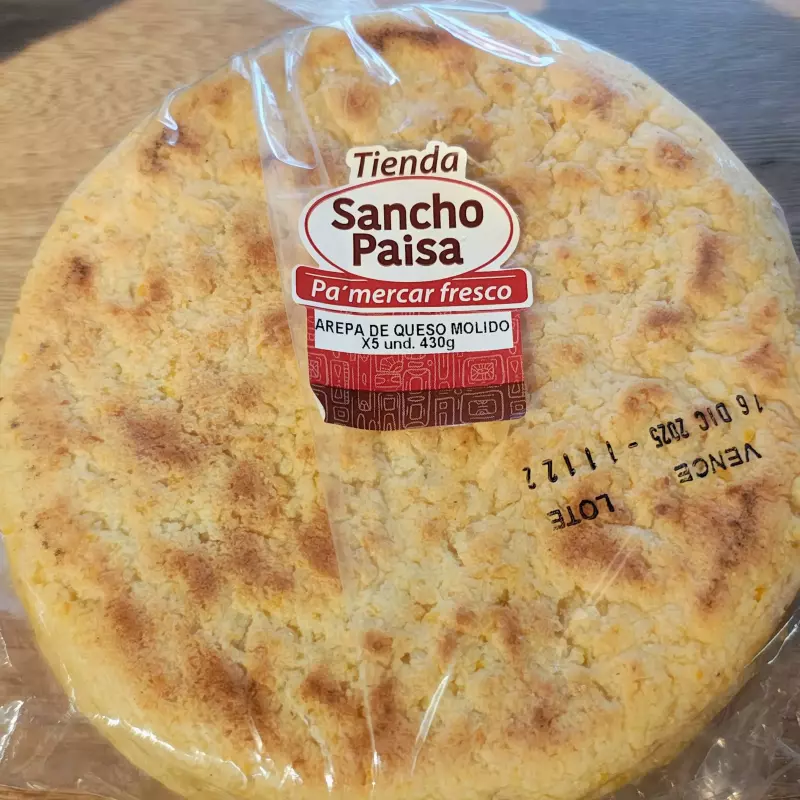 Tienda
Sancho
Paisa
Pa´mercar fresco
AREPA DE QUESO MOLIDO
X5 und. 430g
LOTE VENCE
11122 - 16 DIC 2025